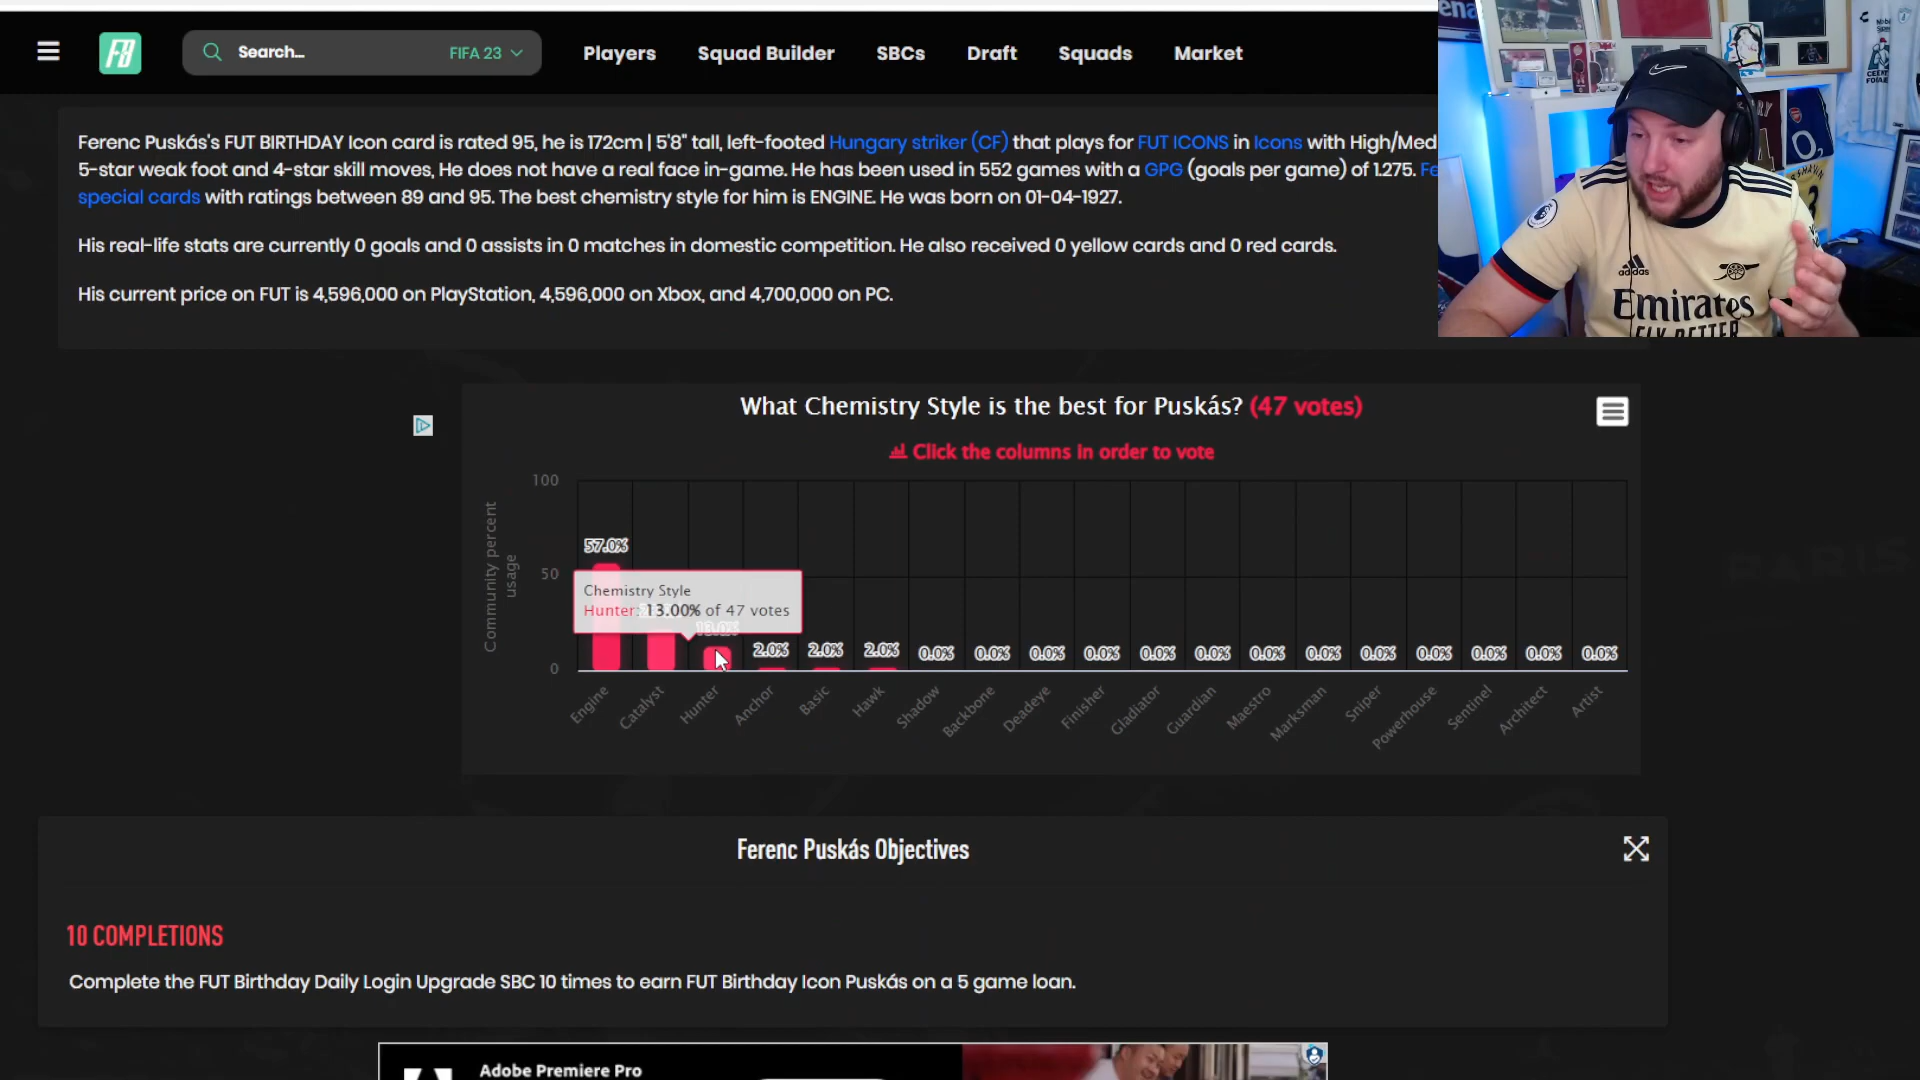 F8
Search...
FIFA 23
Players
Squad Builder
SBCs
Draft
Squads
Market
Ferenc Puskás's FUT BIRTHDAY Icon card is rated 95, he is 172cm | 5'8" tall, left-footed Hungary striker (CF) that plays for FUT ICONS in Icons with High/Med
5-star weak foot and 4-star skill moves, He does not have a real face in-game. He has been used in 552 games with a GPG (goals per game) of 1.275. Fe
special cards with ratings between 89 and 95. The best chemistry style for him is ENGINE. He was born on 01-04-1927.
His real-life stats are currently 0 goals and 0 assists in 0 matches in domestic competition. He also received 0 yellow cards and 0 red cards.
His current price on FUT is 4,596,000 on PlayStation, 4,596,000 on Xbox, and 4,700,000 on PC.
adidas
Emirates
FLY BETTER
What Chemistry Style is the best for Puskás? (47 votes)
Click the columns in order to vote
Community percent
usage
100
50
0
57.0%
Chemistry Style
Hunter: 13.00% of 47 votes
13.0%
2.0%
2.0%
2.0%
0.0%
0.0%
0.0%
0.0%
0.0%
0.0%
0.0%
0.0%
0.0%
0.0%
0.0%
0.0%
0.0%
Engine
Catalyst
Hunter
Anchor
Basic
Hawk
Shadow
Backbone
Deadeye
Finisher
Gladiator
Guardian
Maestro
Marksman
Sniper
Powerhouse
Sentinel
Architect
Artist
Ferenc Puskás Objectives
10 COMPLETIONS
Complete the FUT Birthday Daily Login Upgrade SBC 10 times to earn FUT Birthday Icon Puskás on a 5 game loan.
Adobe Premiere Pro